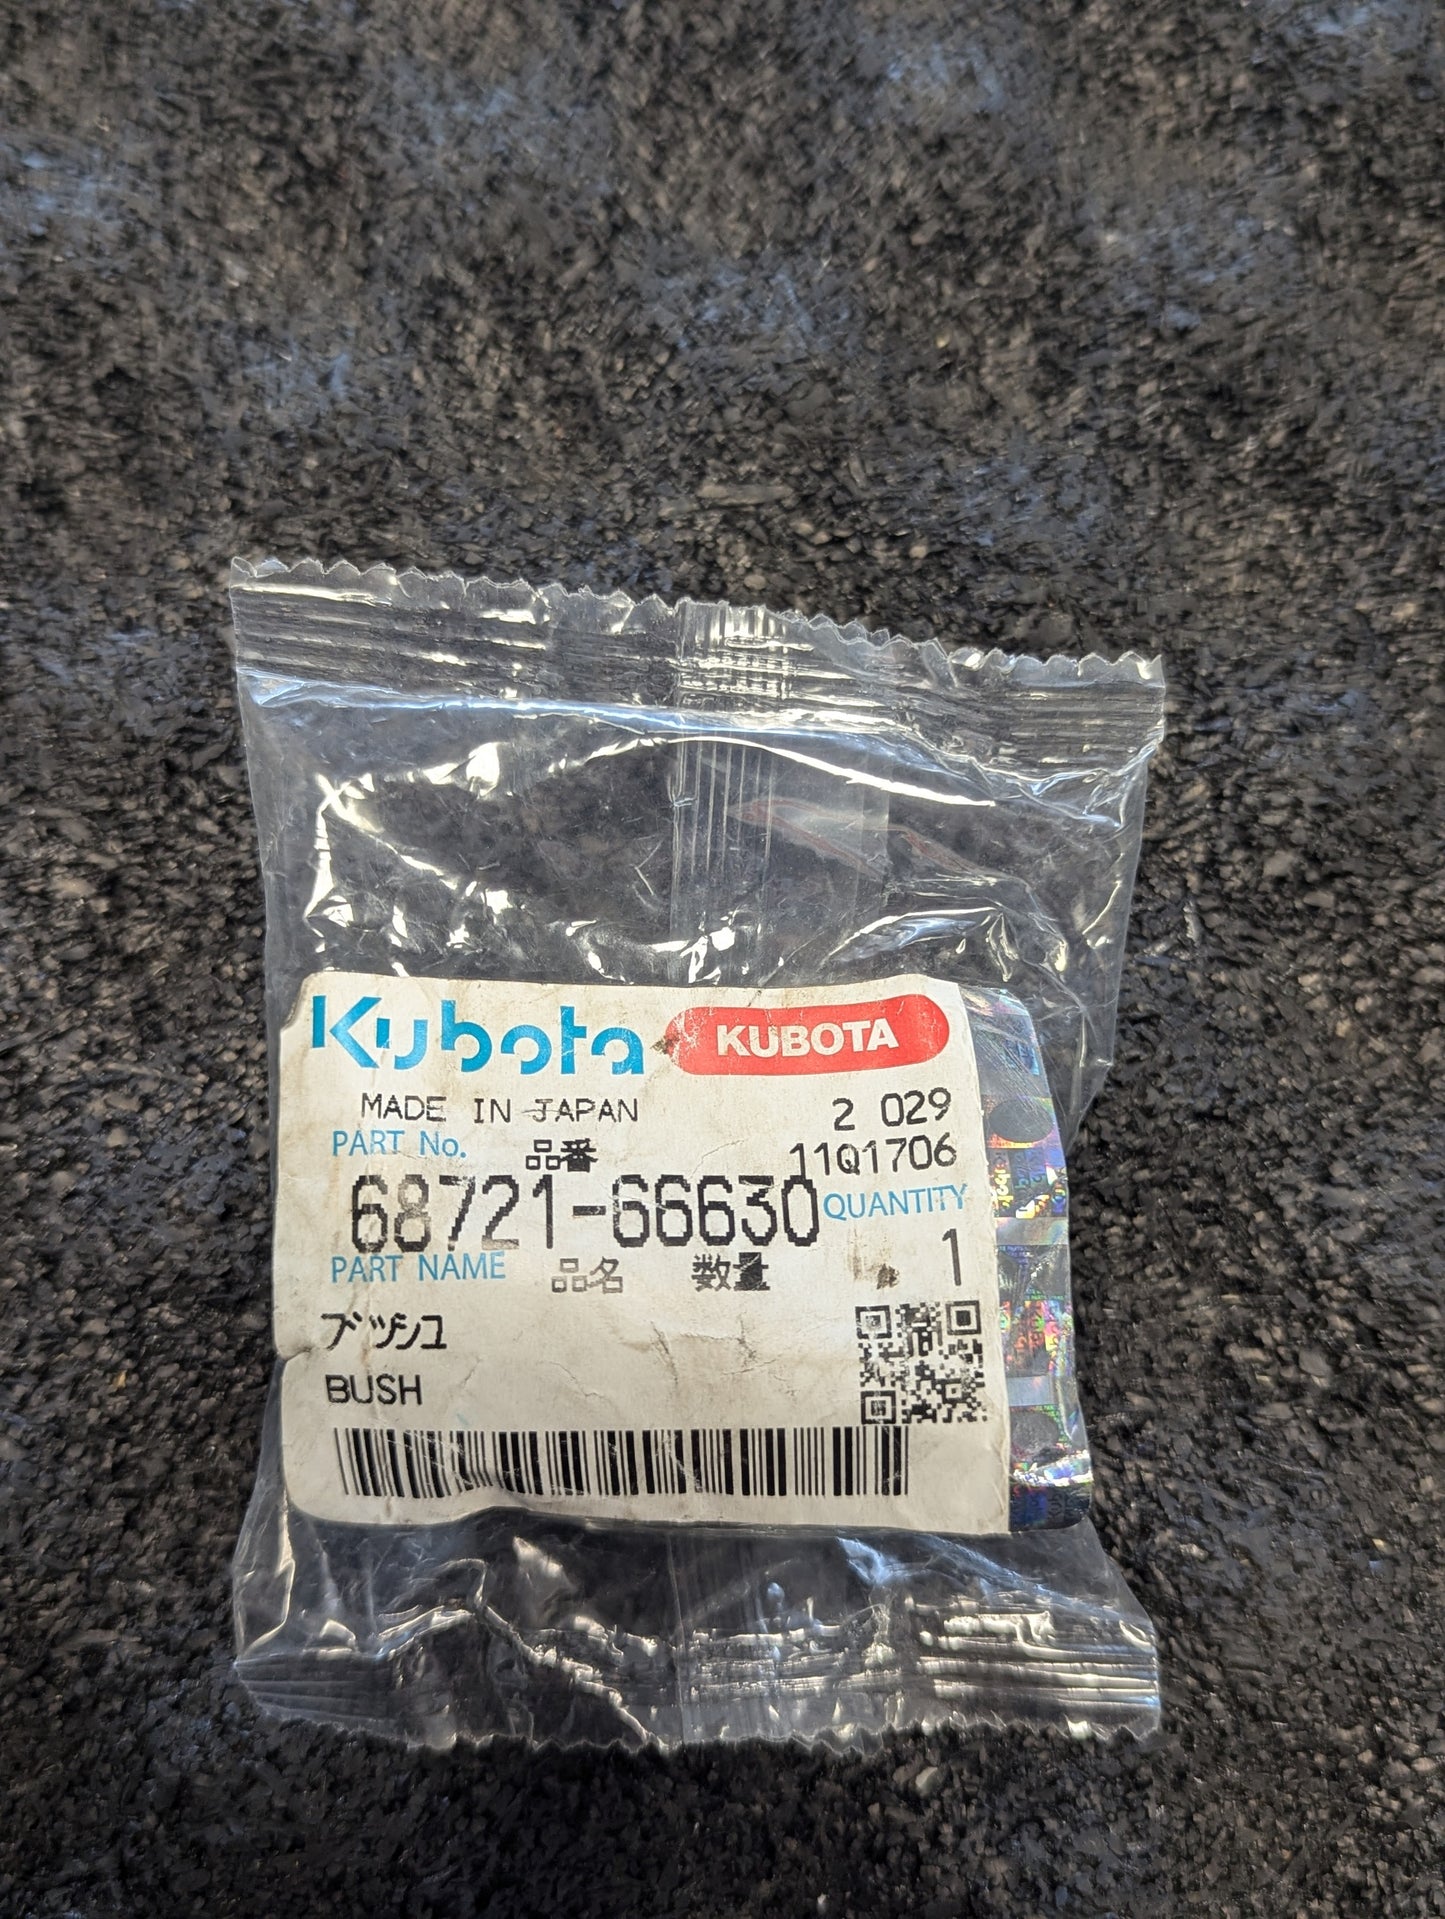 Kubota KUBOTA
MADE IN JAPAN 2 029
PART No. 品番 11Q1706
68721-66630 QUANTITY
PART NAME 品名 数量 1
ブッシュ
BUSH